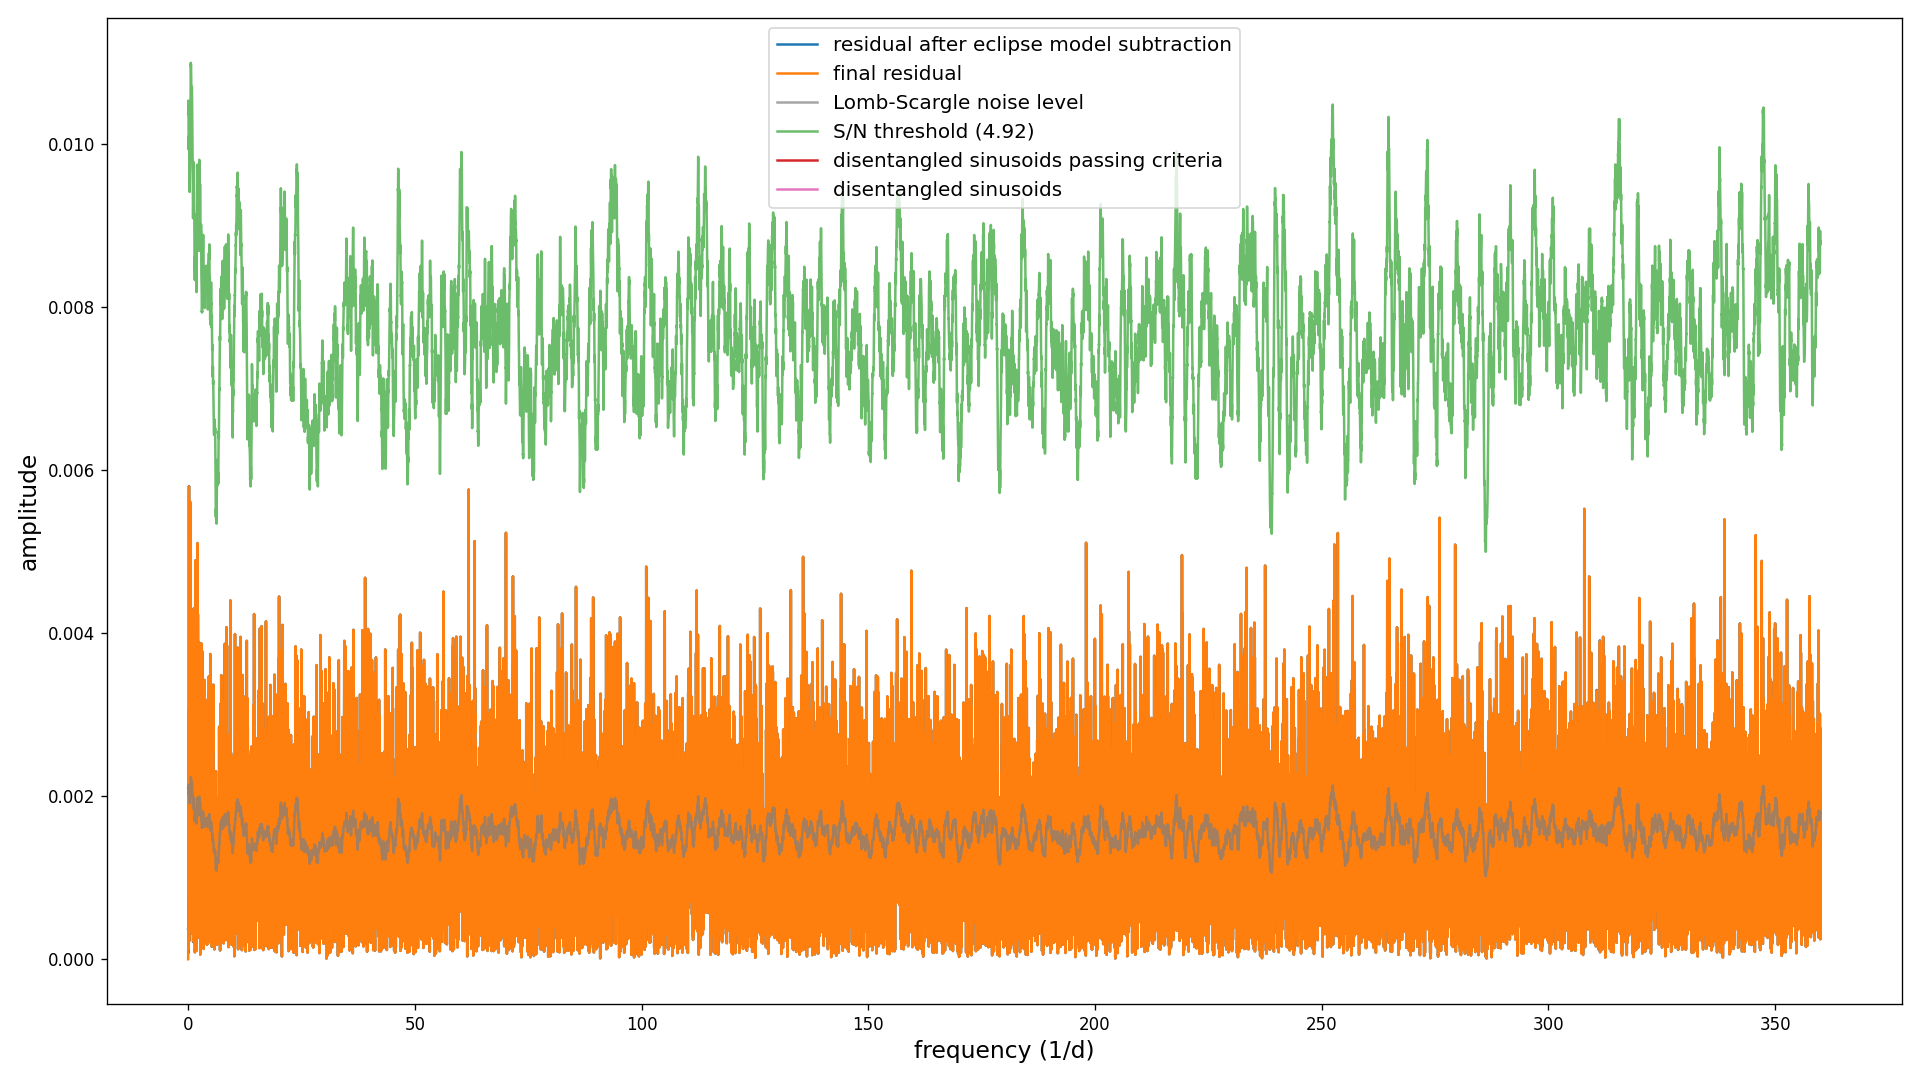 residual after eclipse model subtraction
final residual
Lomb-Scargle noise level
S/N threshold (4.92)
disentangled sinusoids passing criteria
disentangled sinusoids
amplitude
0.010
0.008
0.006
0.004
0.002
0.000
0 50 100 150 200 250 300 350
frequency (1/d)